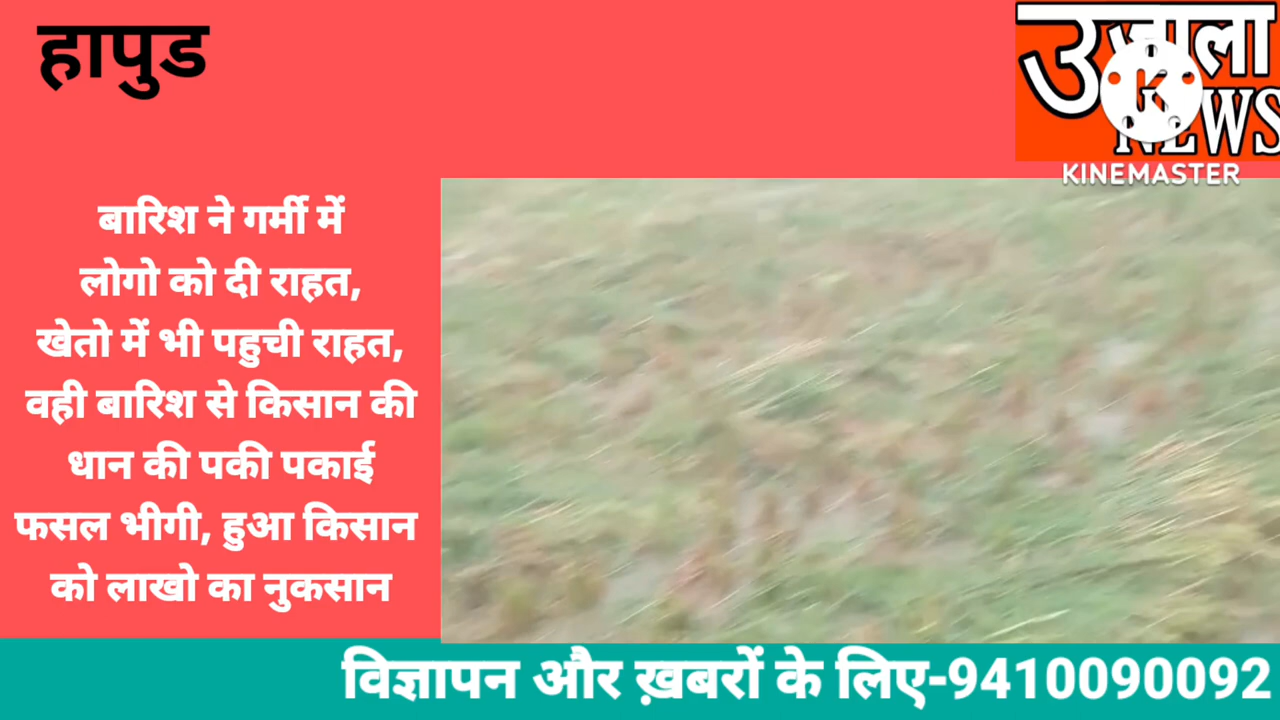 हापुड
उजाला
NEWS
KINEMASTER
बारिश ने गर्मी में
लोगो को दी राहत,
खेतो में भी पहुची राहत,
वही बारिश से किसान की
धान की पकी पकाई
फसल भीगी, हुआ किसान
को लाखो का नुकसान
विज्ञापन और ख़बरों के लिए-9410090092